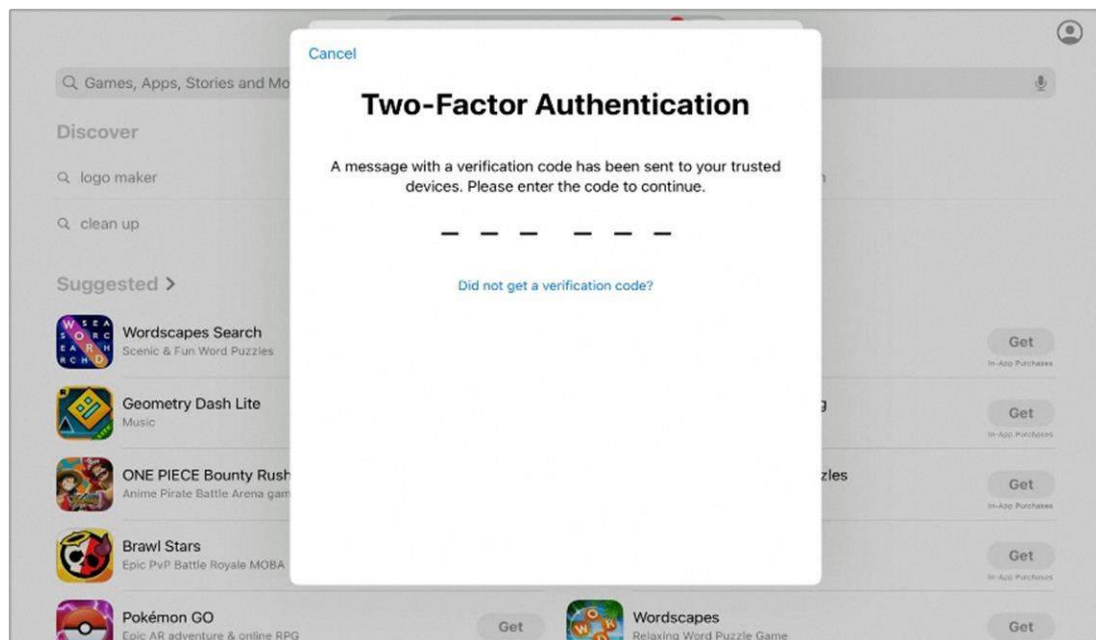 Cancel
Two-Factor Authentication
A message with a verification code has been sent to your trusted
devices. Please enter the code to continue.
Did not get a verification code?
Games, Apps, Stories and Mo
Discover
logo maker
clean up
Suggested >
Wordscapes Search
Scenic & Fun Word Puzzles
Get
In-App Purchases
Geometry Dash Lite
Music
Get
In-App Purchases
ONE PIECE Bounty Rush
Anime Pirate Battle Arena gam
zles
Get
In-App Purchases
Brawl Stars
Epic PvP Battle Royale MOBA
Get
In-App Purchases
Pokémon GO
Epic AR adventure & online RPG
Get
Wordscapes
Relaxing Word Puzzle Game
Get